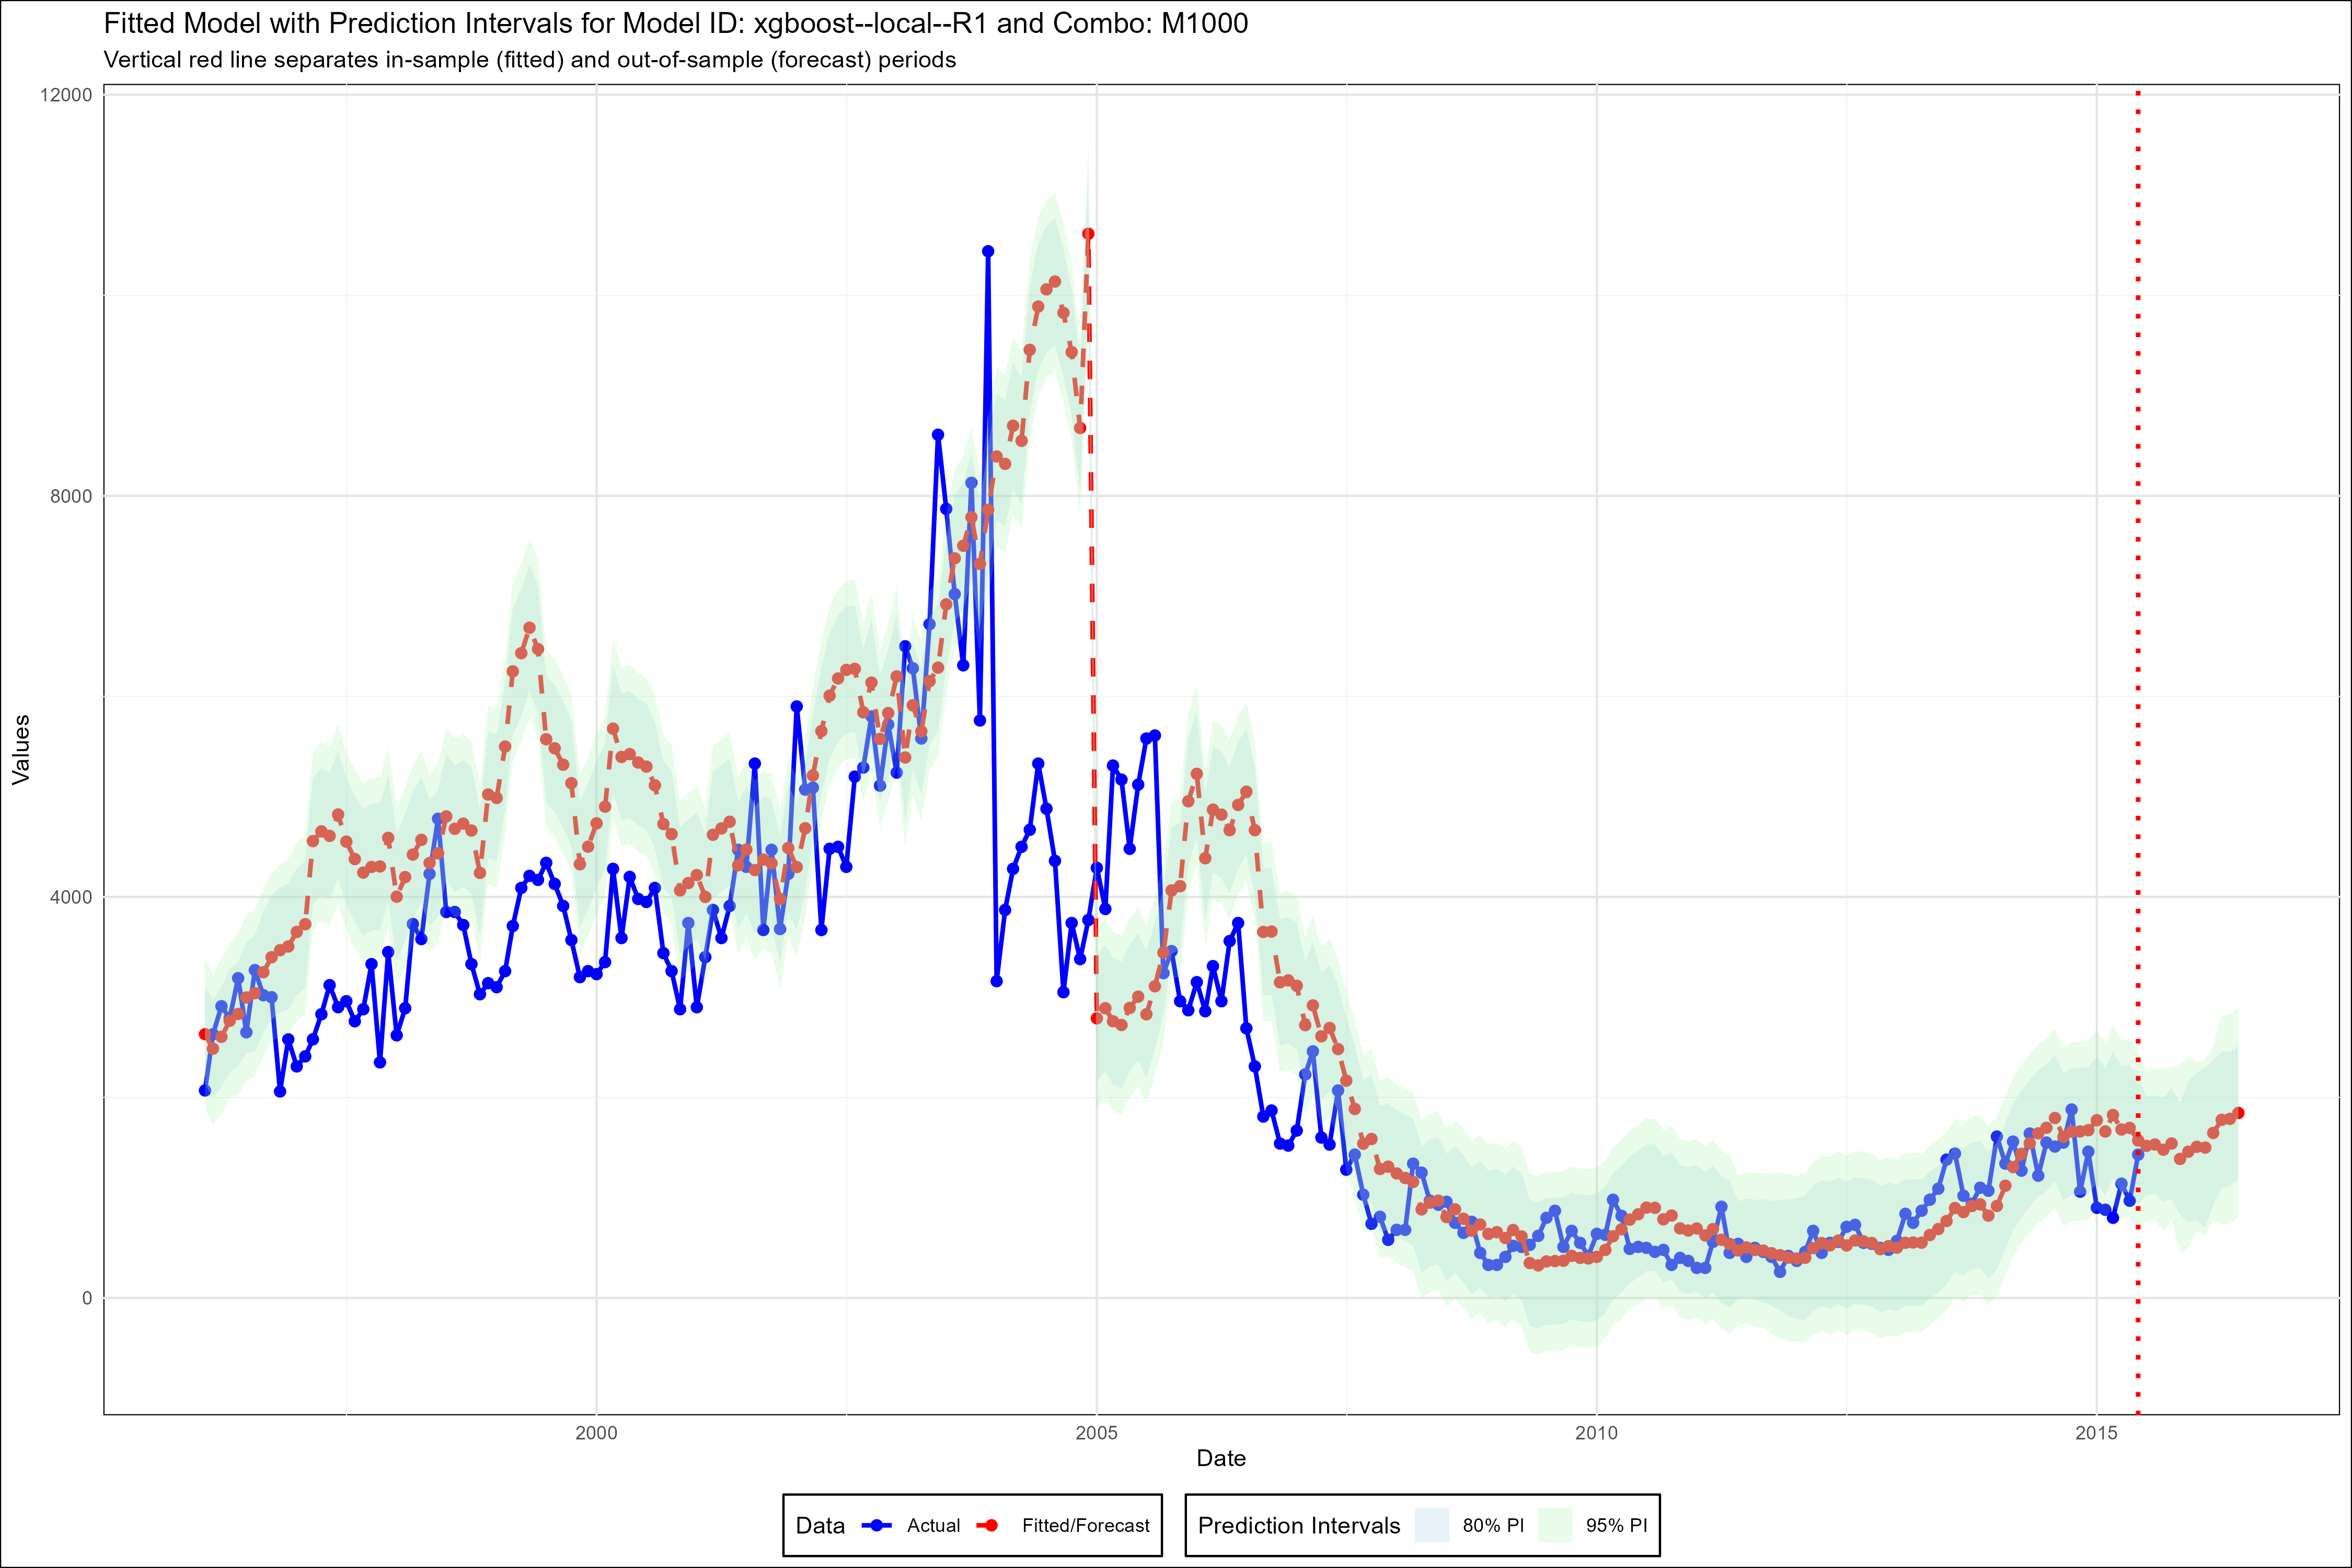 Fitted Model with Prediction Intervals for Model ID: xgboost--local--R1 and Combo: M1000
Vertical red line separates in-sample (fitted) and out-of-sample (forecast) periods
12000
8000
4000
0
Values
2000
2005
2010
2015
Date
Data
Actual
Fitted/Forecast
Prediction Intervals
80% PI
95% PI